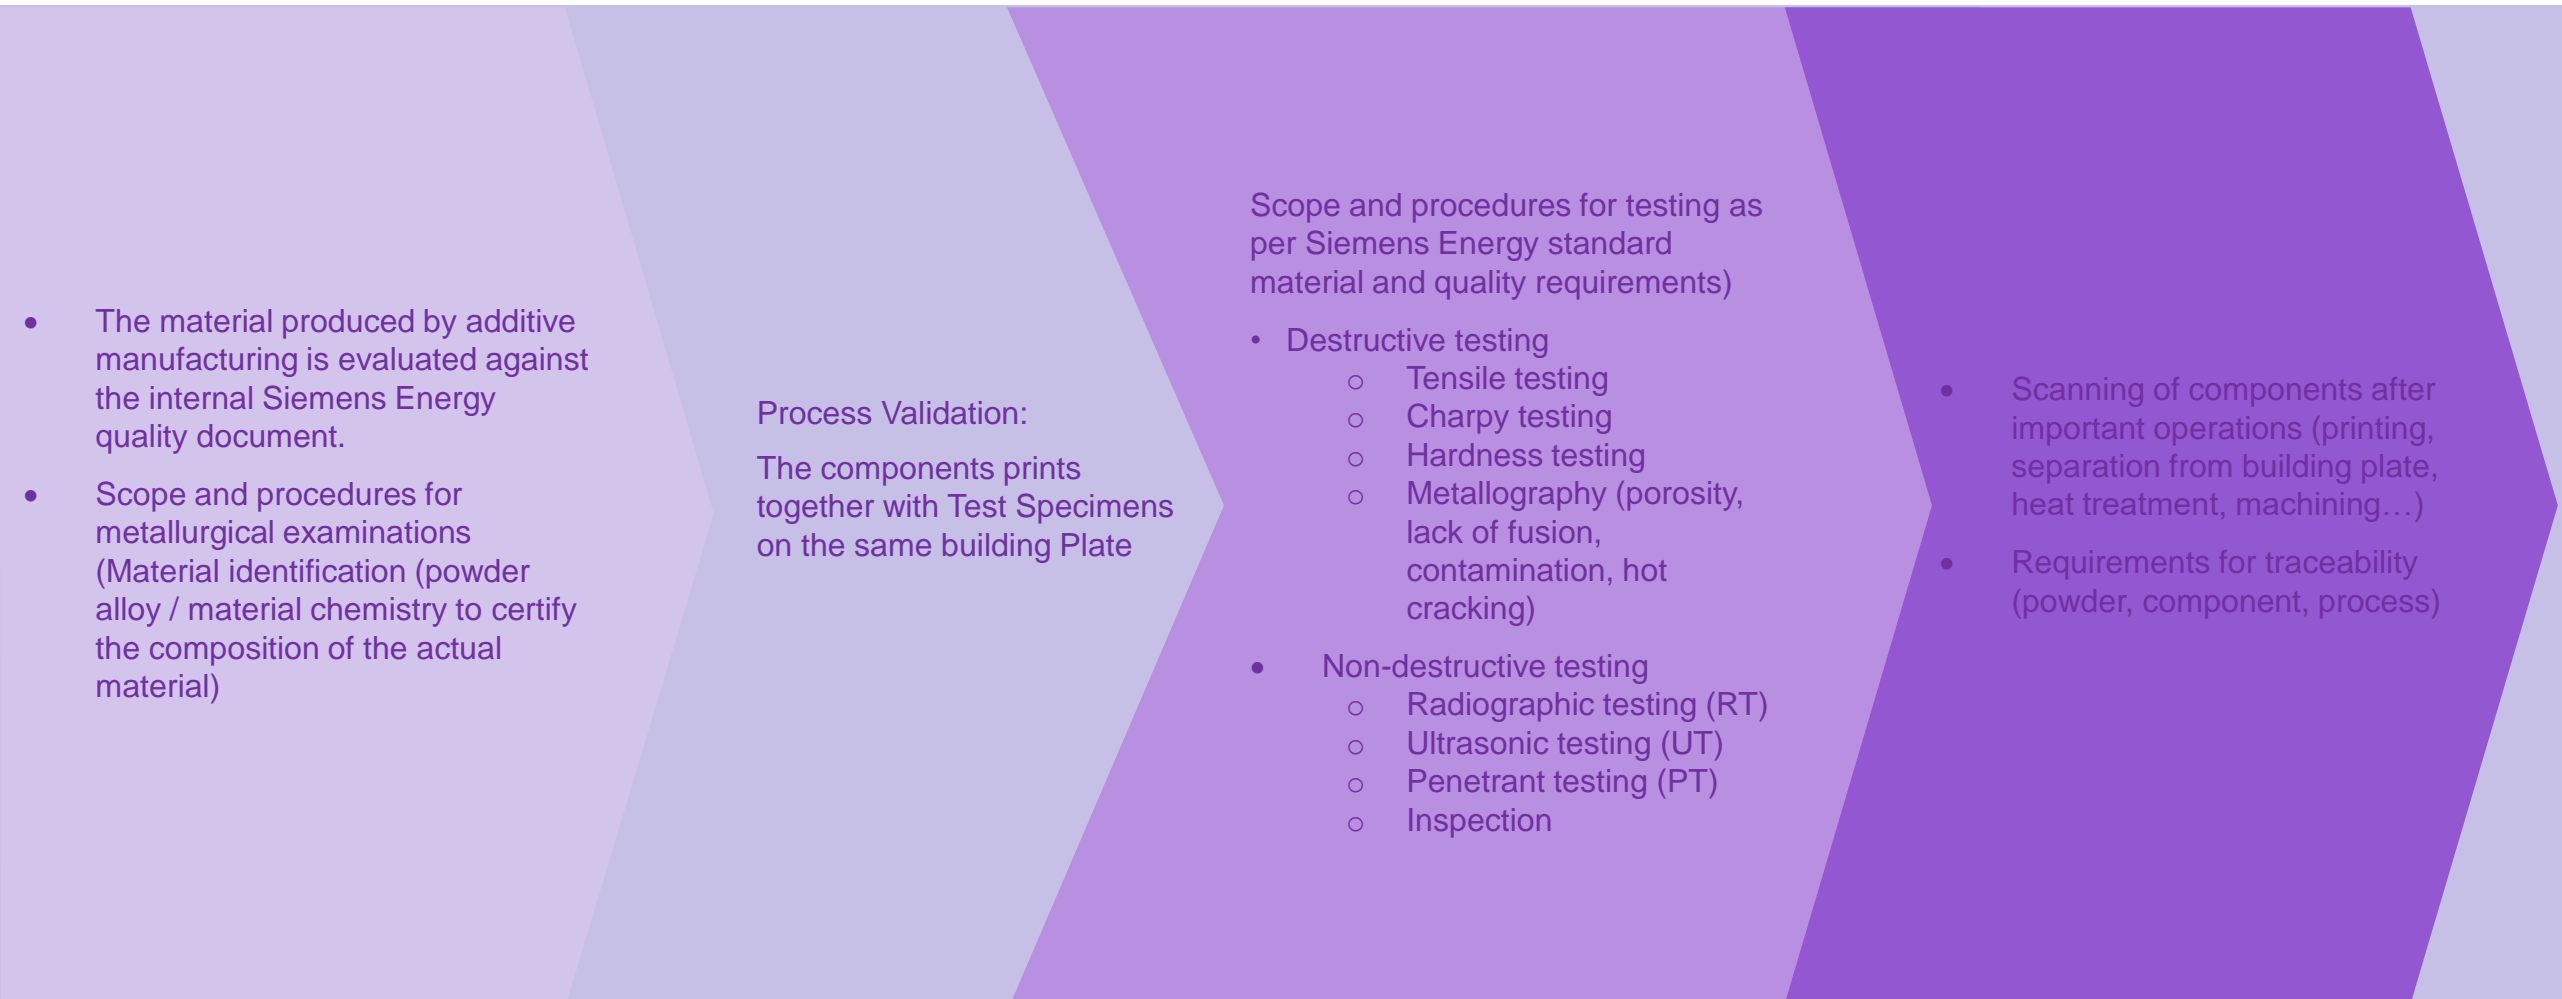 • The material produced by additive
manufacturing is evaluated against
the internal Siemens Energy
quality document.
• Scope and procedures for
metallurgical examinations
(Material identification (powder
alloy / material chemistry to certify
the composition of the actual
material)
Process Validation:
The components prints
together with Test Specimens
on the same building Plate
Scope and procedures for testing as
per Siemens Energy standard
material and quality requirements)
• Destructive testing
o Tensile testing
o Charpy testing
o Hardness testing
o Metallography (porosity,
lack of fusion,
contamination, hot
cracking)
• Non-destructive testing
o Radiographic testing (RT)
o Ultrasonic testing (UT)
o Penetrant testing (PT)
o Inspection
• Scanning of components after
important operations (printing,
separation from building plate,
heat treatment, machining…)
• Requirements for traceability
(powder, component, process)